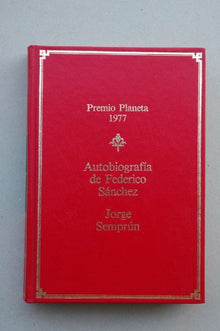 Premio Planeta
1977
Autobiografía
de Federico
Sánchez
Jorge
Semprún